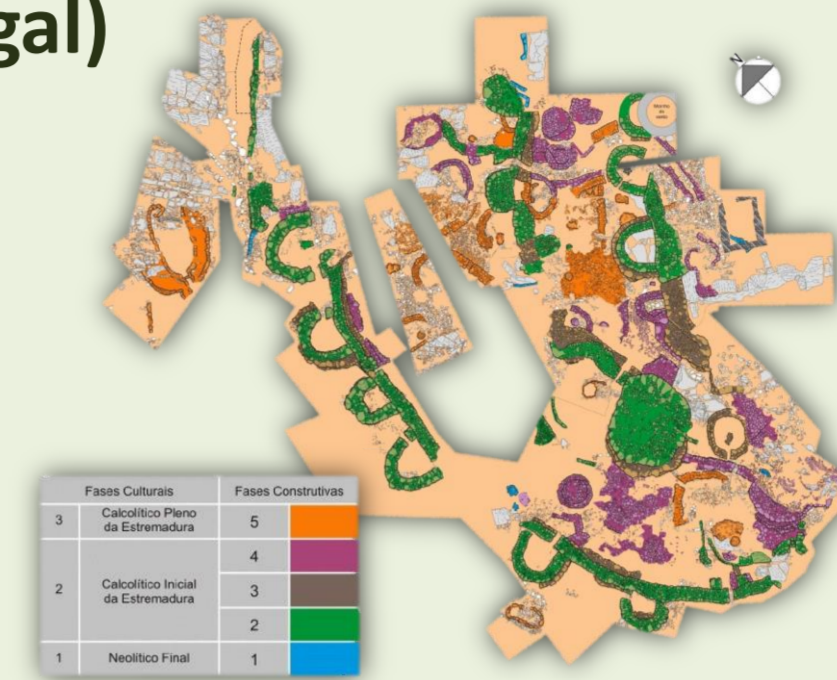 gal)
N
Fases Culturais Fases Construtivas
3 Calcolítico Pleno
da Estremadura 5
4
2 Calcolítico Inicial
da Estremadura 3
2
1 Neolítico Final 1